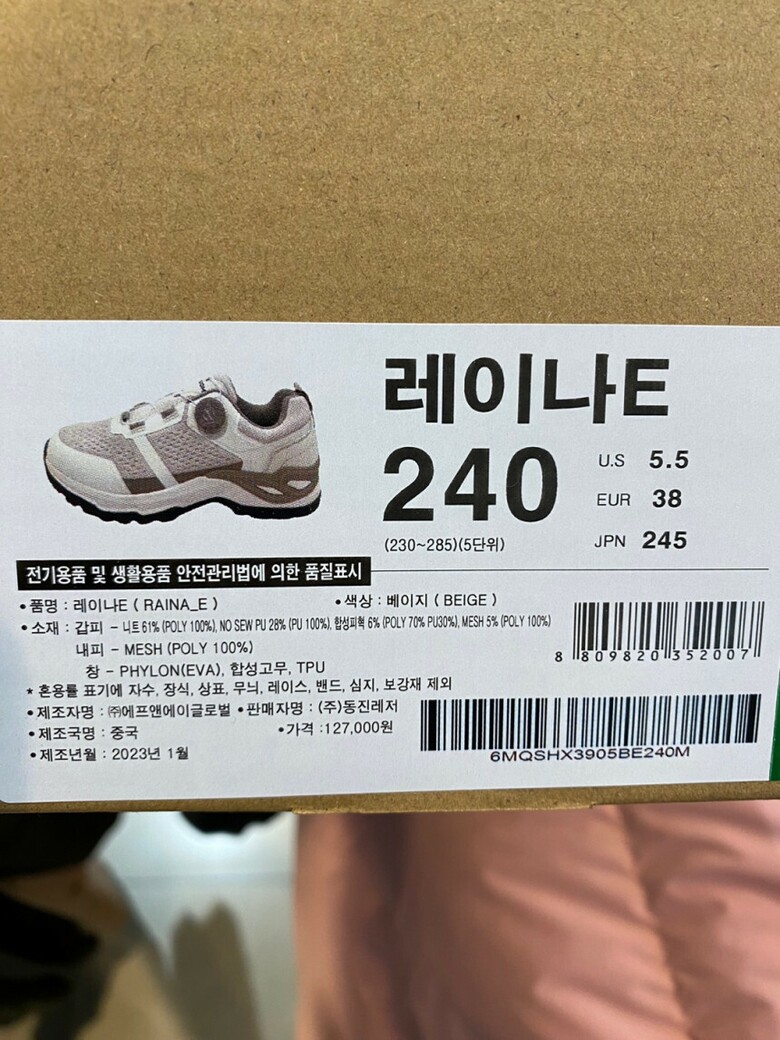 레이나E
240
U.S 5.5
EUR 38
JPN 245
(230~285)(5단위)
전기용품 및 생활용품 안전관리법에 의한 품질표시
•품명 : 레이나E ( RAINA_E ) •색상 : 베이지 ( BEIGE )
•소재 : 갑피 – 니트 61% (POLY 100%), NO SEW PU 28% (PU 100%), 합성피혁 6% (POLY 70% PU30%), MESH 5% (POLY 100%)
내피 – MESH (POLY 100%)
창 – PHYLON(EVA), 합성고무, TPU
* 혼용률 표기에 자수, 장식, 상표, 무늬, 레이스, 밴드, 심지, 보강재 제외
•제조자명 : ㈜에프앤에이글로벌 •판매자명 : (주)동진레저
•제조국명 : 중국 •가격 :127,000원
•제조년월 : 2023년 1월
8 809820 352007
6MQSHX3905BE240M